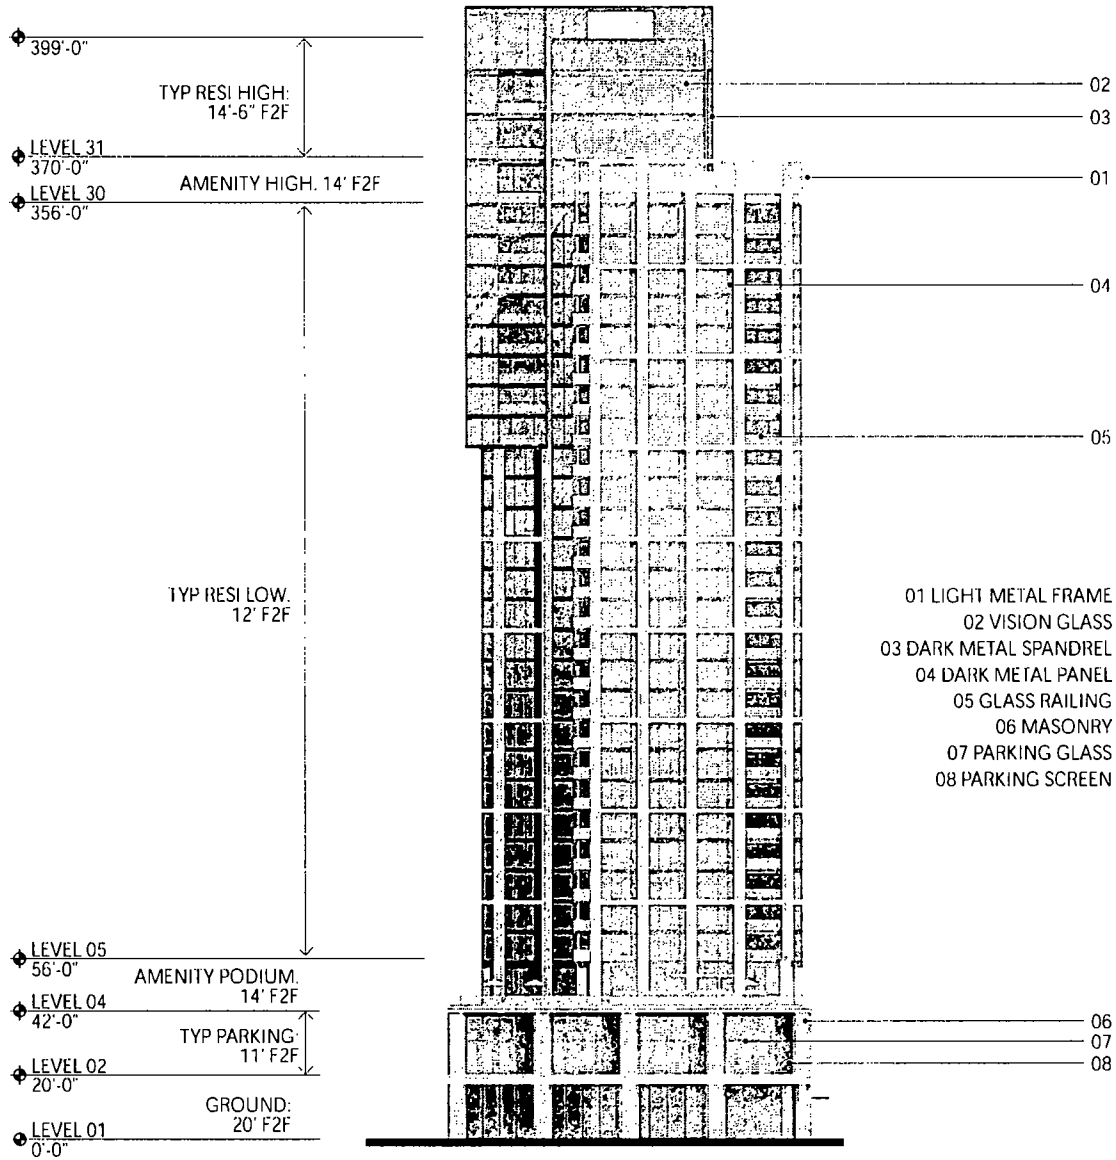 399'-0"
TYP RESI HIGH:
14'-6" F2F
LEVEL 31
370'-0"
AMENITY HIGH. 14' F2F
LEVEL 30
356'-0"
TYP RESI LOW.
12' F2F
LEVEL 05
56'-0"
AMENITY PODIUM.
14' F2F
LEVEL 04
42'-0"
TYP PARKING:
11' F2F
LEVEL 02
20'-0"
GROUND:
20' F2F
LEVEL 01
0'-0"
02
03
01
04
05
01 LIGHT METAL FRAME
02 VISION GLASS
03 DARK METAL SPANDREL
04 DARK METAL PANEL
05 GLASS RAILING
06 MASONRY
07 PARKING GLASS
08 PARKING SCREEN
06
07
08